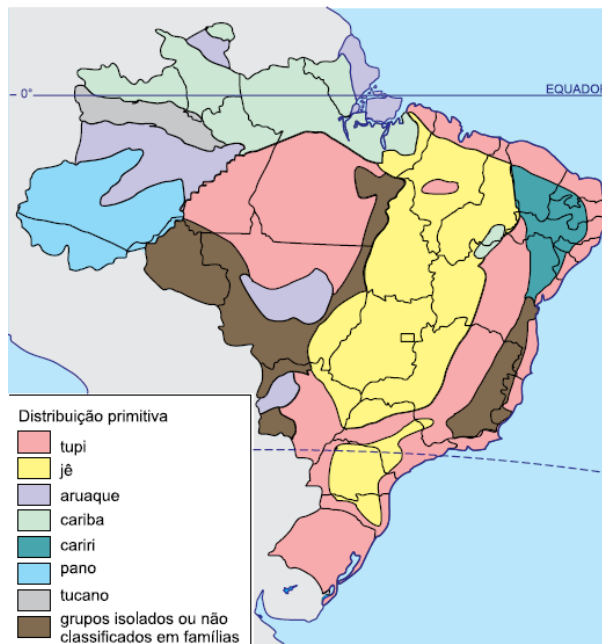 0°
EQUADOR
Distribuição primitiva
tupi
jê
aruaque
cariba
cariri
pano
tucano
grupos isolados ou não
classificados em famílias